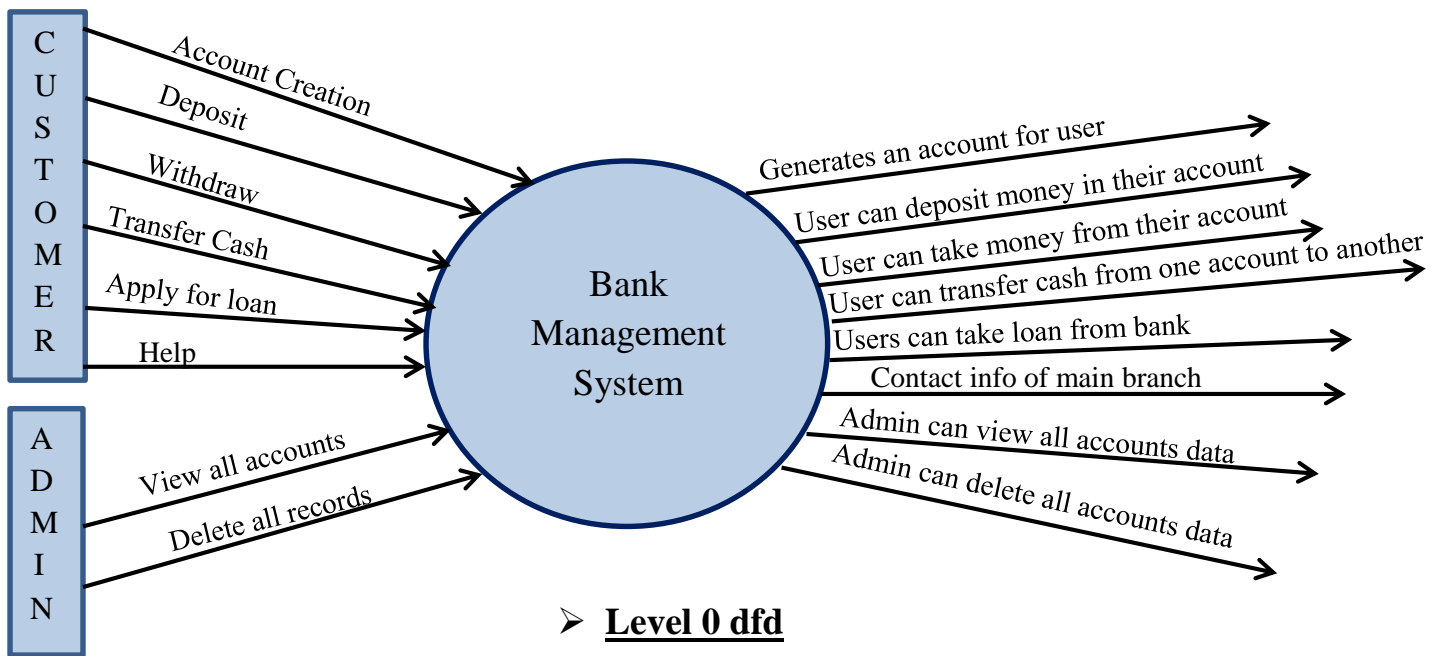 CUSTOMER
Account Creation
Deposit
Withdraw
Transfer Cash
Apply for loan
Help
ADMIN
View all accounts
Delete all records
Bank
Management
System
Generates an account for user
User can deposit money in their account
User can take money from their account
User can transfer cash from one account to another
Users can take loan from bank
Contact info of main branch
Admin can view all accounts data
Admin can delete all accounts data
➢ Level 0 dfd